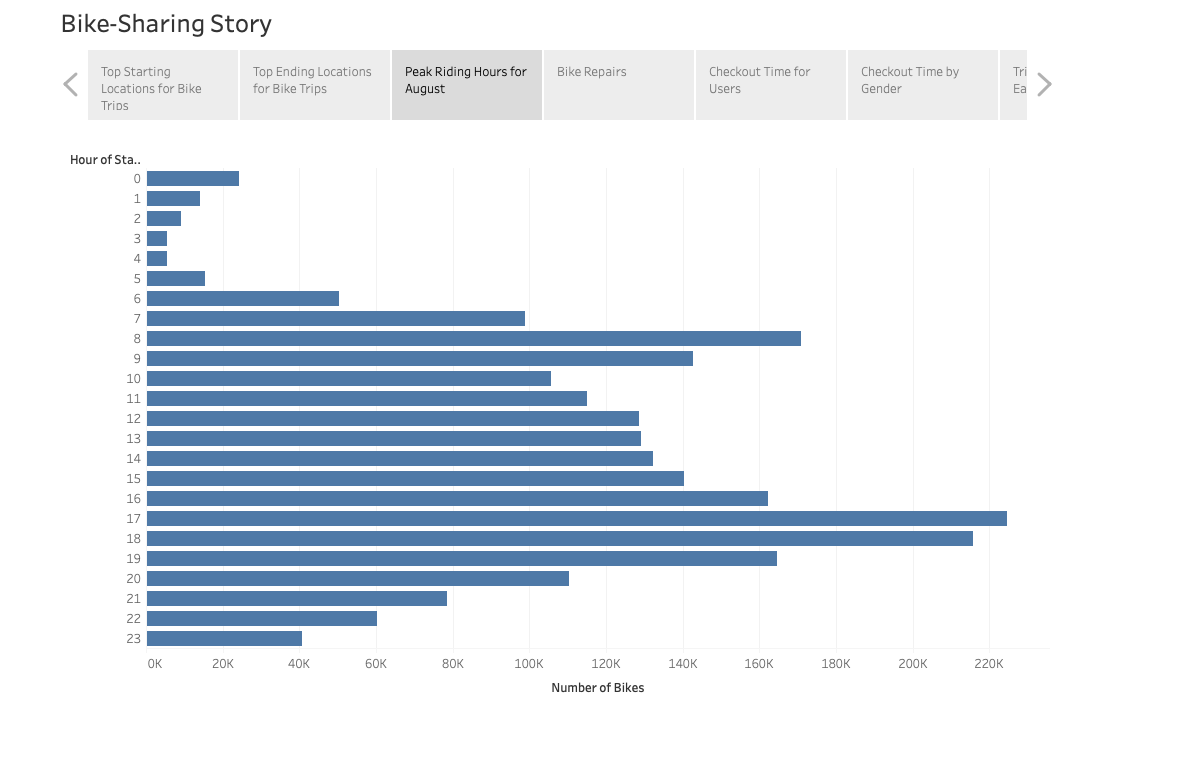 Bike-Sharing Story
Top Starting
Locations for Bike
Trips
Top Ending Locations
for Bike Trips
Peak Riding Hours for
August
Bike Repairs
Checkout Time for
Users
Checkout Time by
Gender
Tri
Ea
Hour of Sta..
0
1
2
3
4
5
6
7
8
9
10
11
12
13
14
15
16
17
18
19
20
21
22
23
0K 20K 40K 60K 80K 100K 120K 140K 160K 180K 200K 220K
Number of Bikes